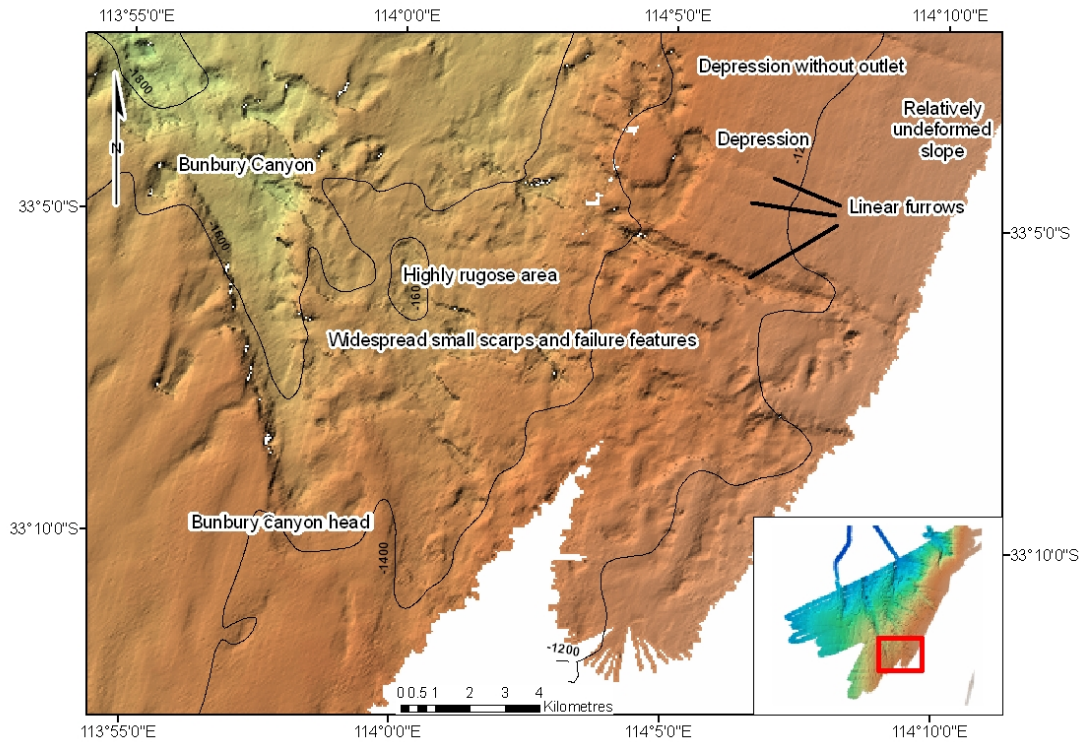 113°55'0"E 114°0'0"E 114°5'0"E 114°10'0"E
-1800
Depression without outlet
Relatively
undeformed
slope
N
Depression
-12
Bunbury Canyon
33°50'S
Linear furrows
33°5'0"S
-1600
Highly rugose area
-160
Widespread small scarps and failure features
Bunbury canyon head
33°10'0"S
33°10'0"S
-1400
-1200
0 0.5 1 2 3 4
Kilometres
113°55'0"E 114°0'0"E 114°5'0"E 114°10'0"E